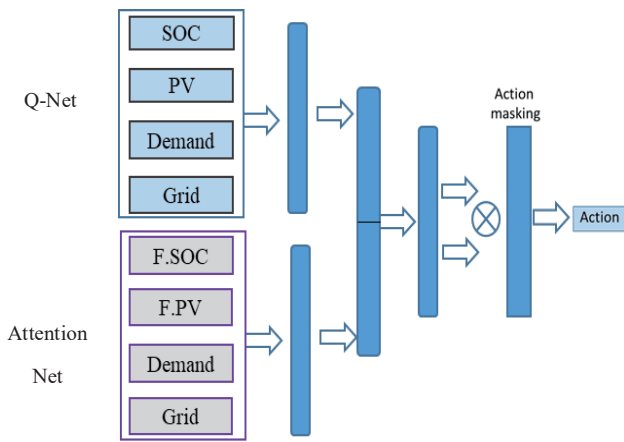 Q-Net
SOC
PV
Demand
Grid
Attention
Net
F.SOC
F.PV
Demand
Grid
Action
masking
Action